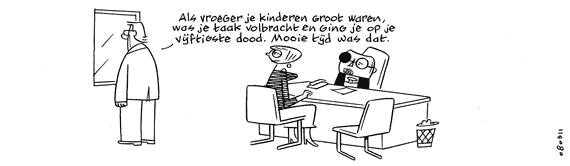 Als vroeger je kinderen groot waren,
was je taak volbracht en ging je op je
vijftigste dood. Mooie tijd was dat.
080311